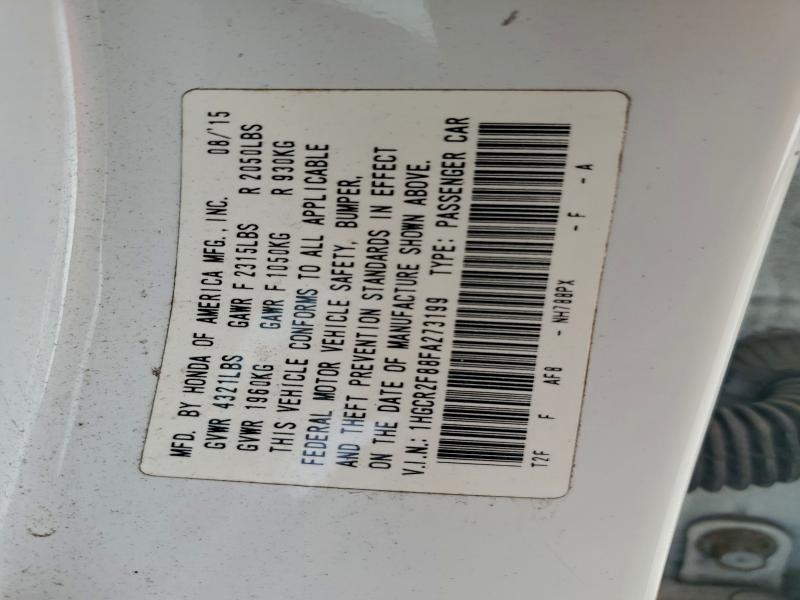 MFD. BY HONDA OF AMERICA MFG., INC. 08/'15
GVWR 4321LBS GAWR F 2315LBS R 2050LBS
GVWR 1960KG GAWR F 1050KG R 930KG
THIS VEHICLE CONFORMS TO ALL APPLICABLE
FEDERAL MOTOR VEHICLE SAFETY, BUMPER,
AND THEFT PREVENTION STANDARDS IN EFFECT
ON THE DATE OF MANUFACTURE SHOWN ABOVE.
V.I.N.: 1HGCR2F88FA273199 TYPE: PASSENGER CAR
T2F F AF8 - NH788PX - F - A